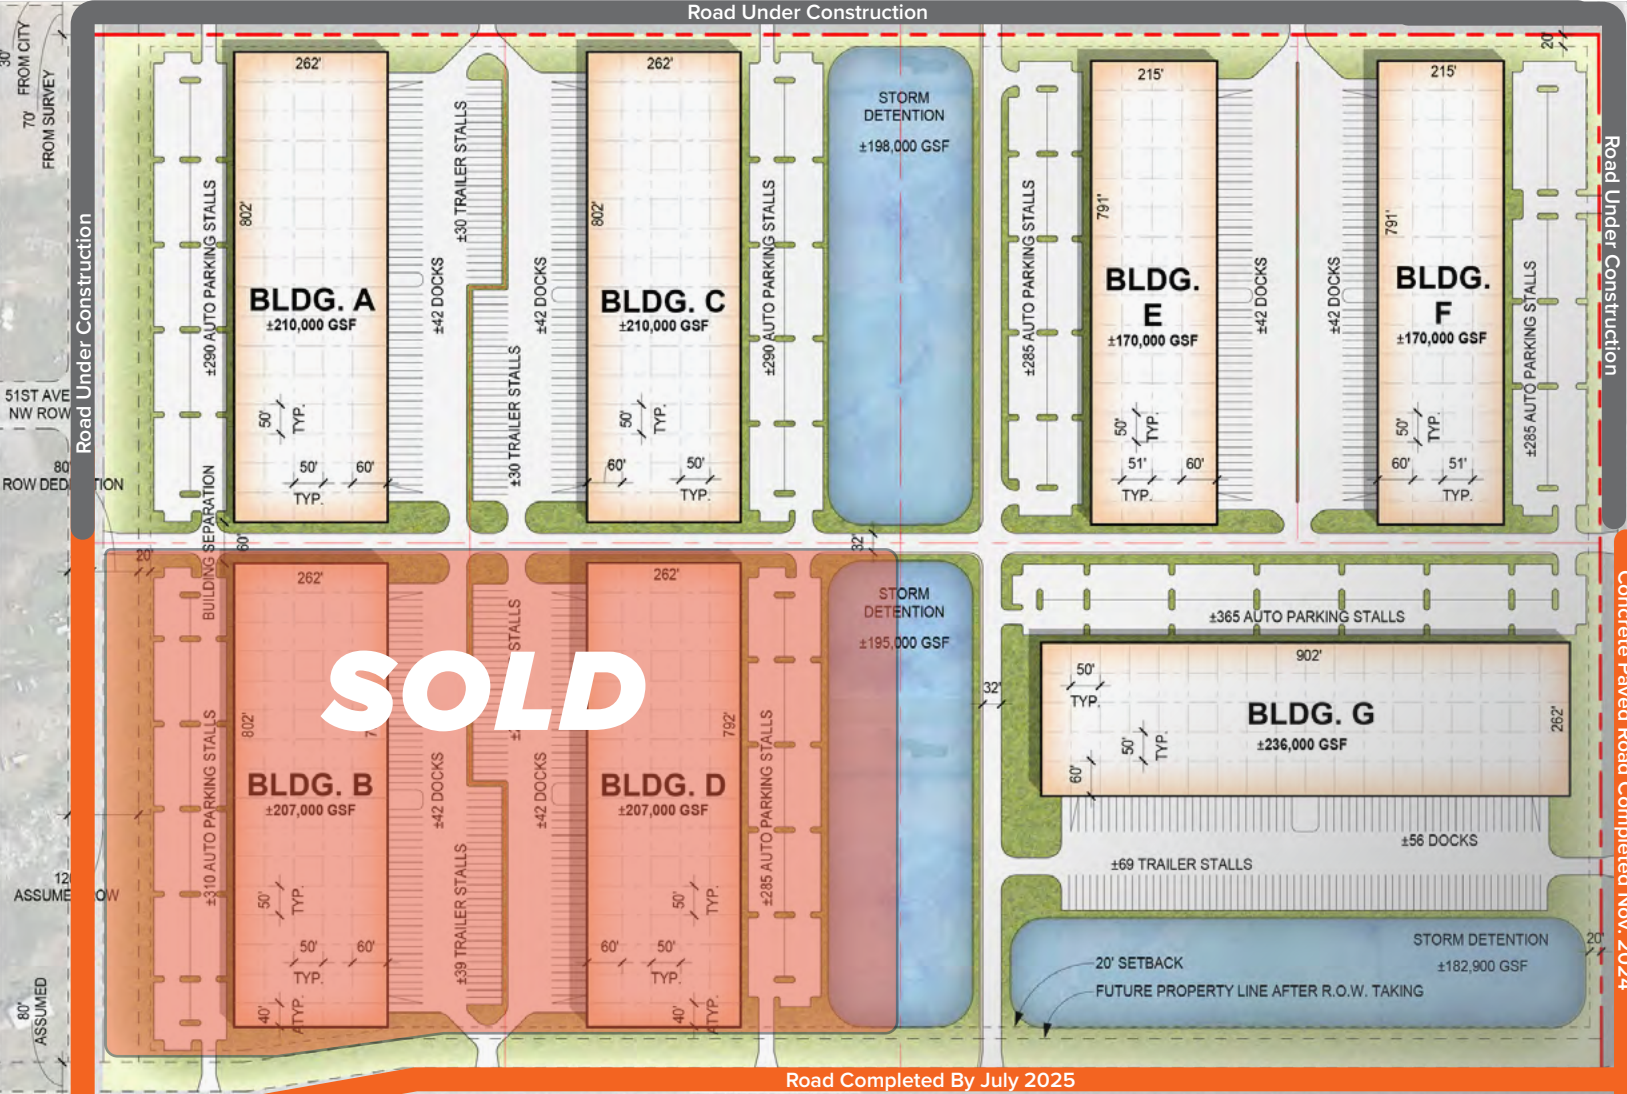 Road Under Construction
30'
FROM CITY
70'
FROM SURVEY
20'
262'
262'
215'
215'
STORM
DETENTION
±198,000 GSF
Road Under Construction
Road Under Construction
±290 AUTO PARKING STALLS
802'
±30 TRAILER STALLS
±42 DOCKS
±42 DOCKS
802'
±290 AUTO PARKING STALLS
±285 AUTO PARKING STALLS
791'
±42 DOCKS
±42 DOCKS
791'
±285 AUTO PARKING STALLS
BLDG. A
±210,000 GSF
BLDG. C
±210,000 GSF
BLDG.
E
±170,000 GSF
BLDG.
F
±170,000 GSF
±30 TRAILER STALLS
51ST AVE
NW ROW
50'
TYP.
50'
TYP.
50'
TYP.
50'
TYP.
50'
60'
TYP.
60'
50'
TYP.
51'
60'
TYP.
60'
51'
TYP.
80'
ROW DEDICATION
BUILDING SEPARATION
60'
20'
32'
262'
262'
STORM
DETENTION
±195,000 GSF
±365 AUTO PARKING STALLS
902'
STALLS
SOLD
802'
792'
32'
50'
TYP.
50'
TYP.
60'
BLDG. G
±236,000 GSF
262'
±310 AUTO PARKING STALLS
BLDG. B
±207,000 GSF
±42 DOCKS
±42 DOCKS
BLDG. D
±207,000 GSF
±285 AUTO PARKING STALLS
±56 DOCKS
±69 TRAILER STALLS
±39 TRAILER STALLS
ASSUMED ROW
50'
TYP.
50'
TYP.
50'
60'
TYP.
60'
50'
TYP.
40'
TYP.
40'
TYP.
STORM DETENTION
±182,900 GSF
20'
20' SETBACK
FUTURE PROPERTY LINE AFTER R.O.W. TAKING
80'
ASSUMED
Concrete Paved Road Completed Nov. 2024
Road Completed By July 2025